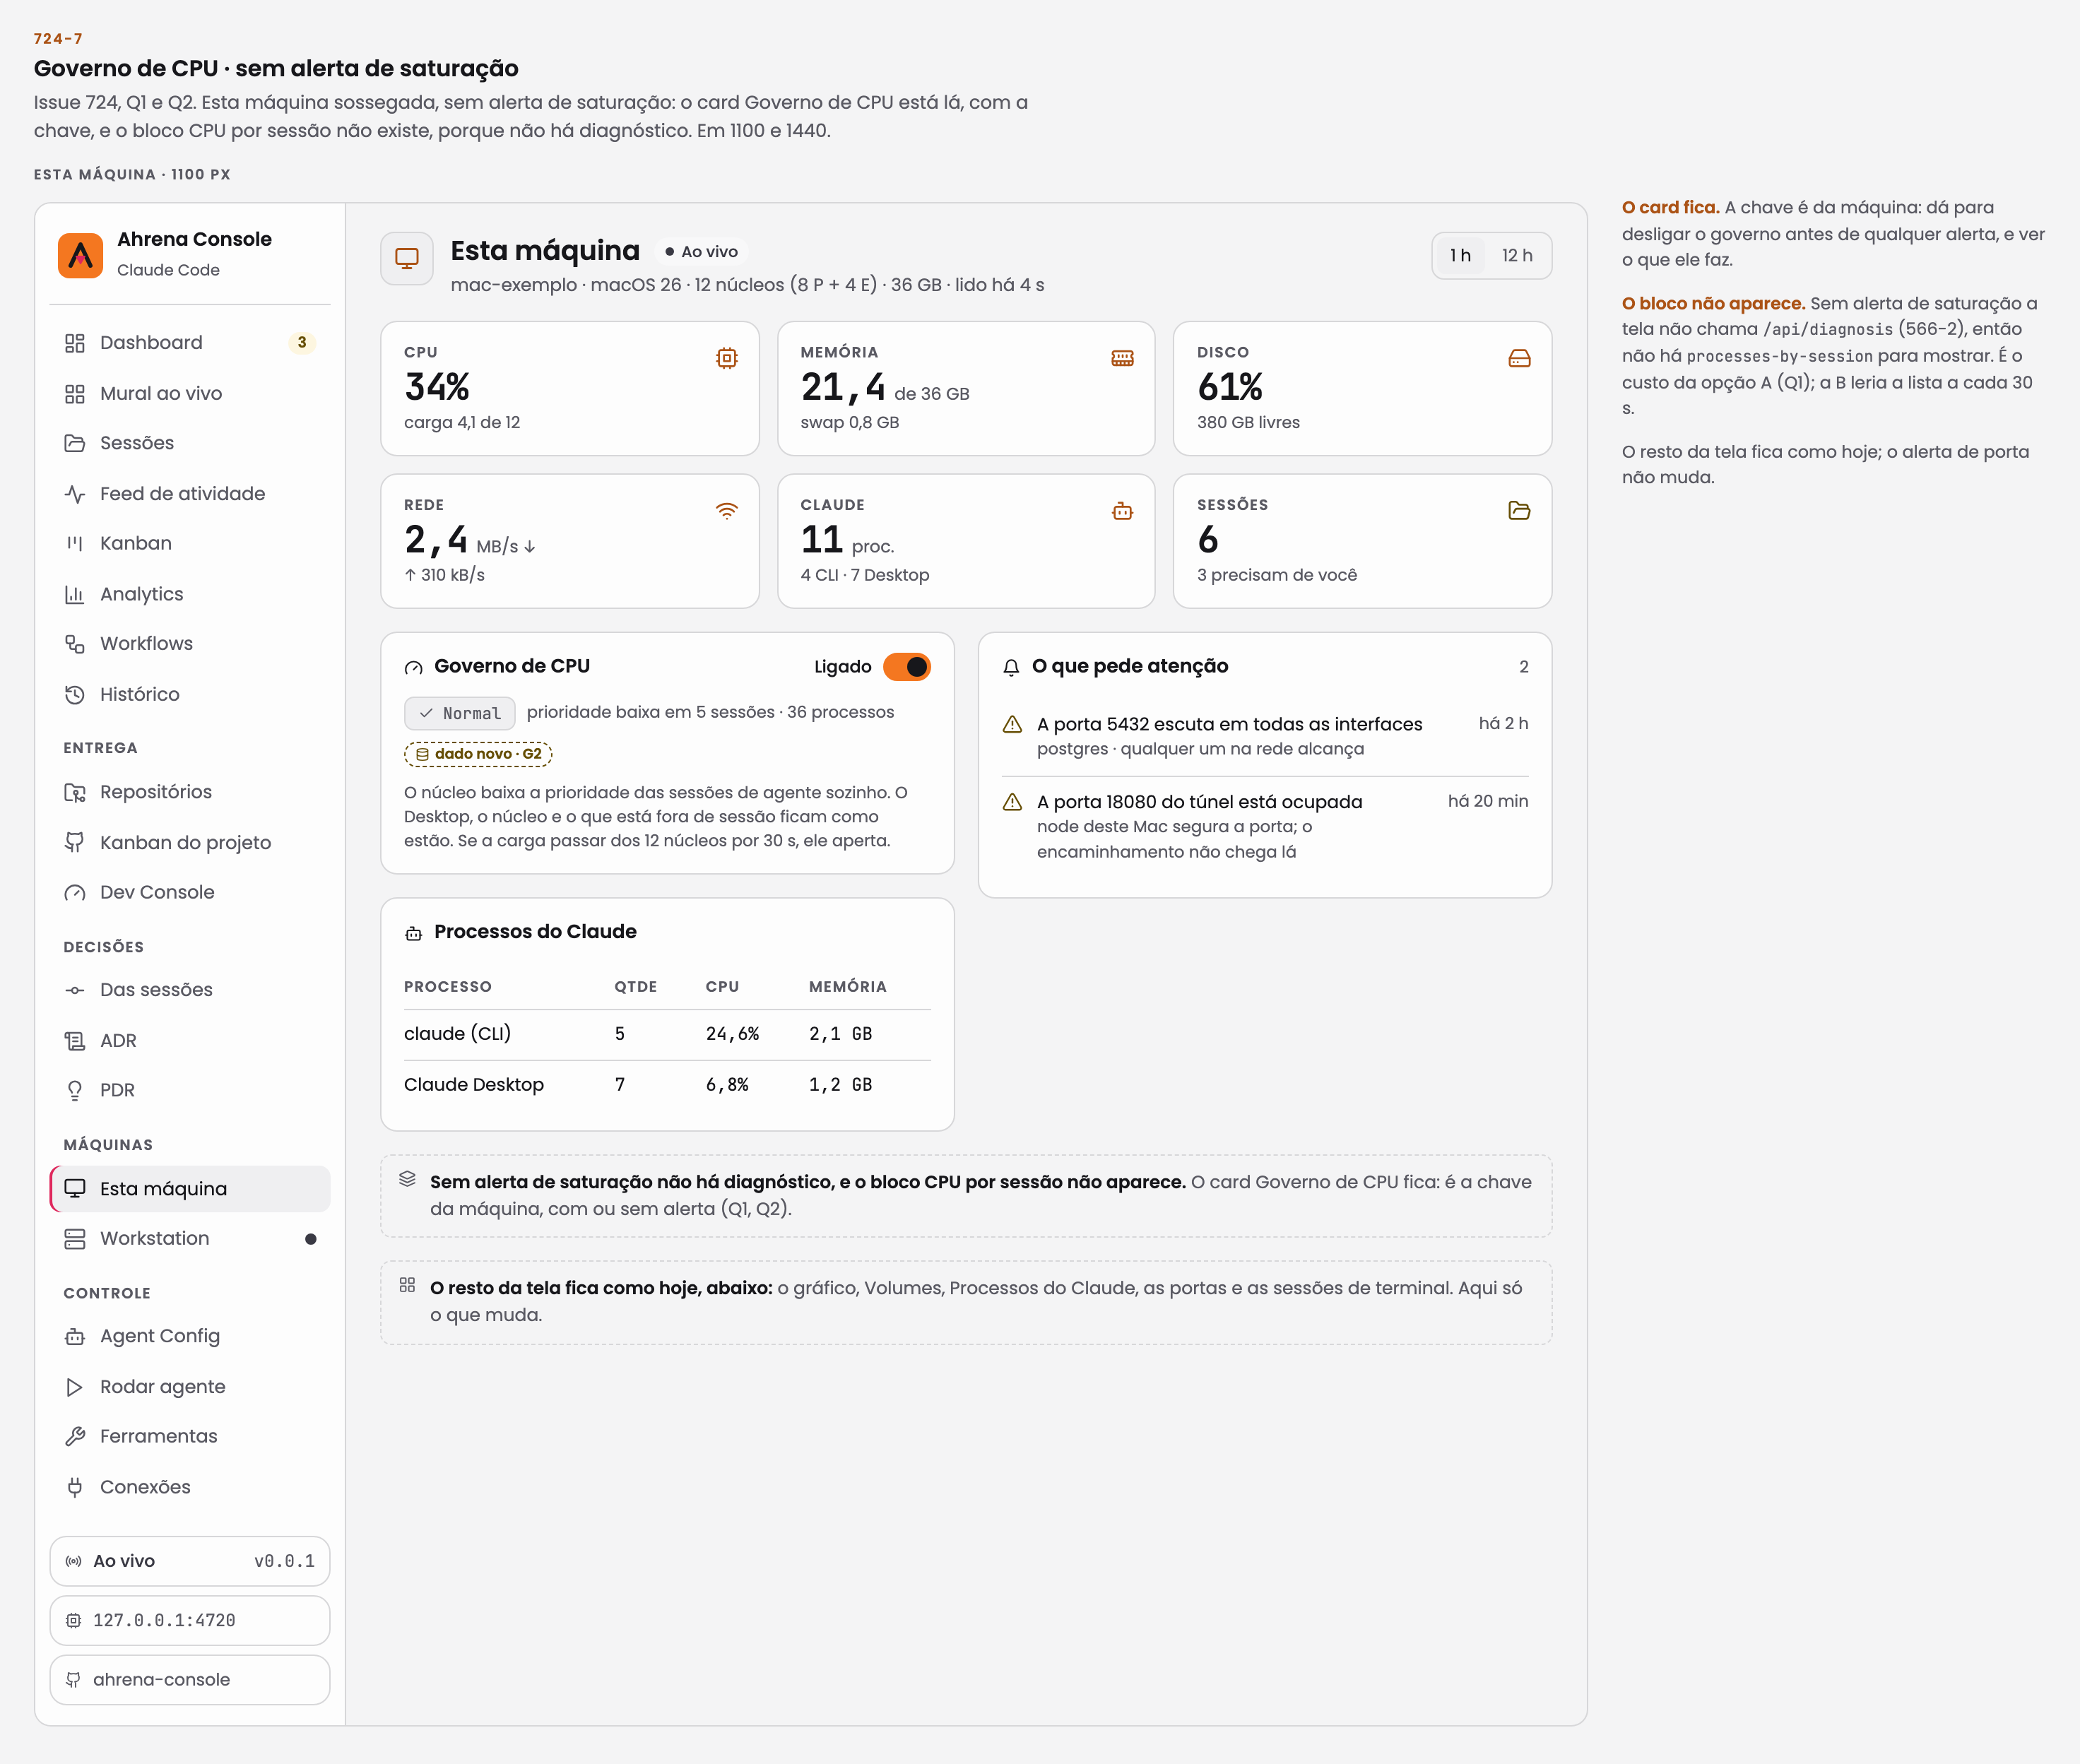 724-7
Governo de CPU · sem alerta de saturação
Issue 724, Q1 e Q2. Esta máquina sossegada, sem alerta de saturação: o card Governo de CPU está lá, com a
chave, e o bloco CPU por sessão não existe, porque não há diagnóstico. Em 1100 e 1440.
ESTA MÁQUINA · 1100 PX
Ahrena Console
Claude Code
Dashboard 3
Mural ao vivo
Sessões
Feed de atividade
Kanban
Analytics
Workflows
Histórico
ENTREGA
Repositórios
Kanban do projeto
Dev Console
DECISÕES
Das sessões
ADR
PDR
MÁQUINAS
Esta máquina
Workstation
CONTROLE
Agent Config
Rodar agente
Ferramentas
Conexões
Ao vivo v0.0.1
127.0.0.1:4720
ahrena-console
Esta máquina Ao vivo
mac-exemplo · macOS 26 · 12 núcleos (8 P + 4 E) · 36 GB · lido há 4 s
1 h 12 h
CPU
34%
carga 4,1 de 12
MEMÓRIA
21,4 de 36 GB
swap 0,8 GB
DISCO
61%
380 GB livres
REDE
2,4 MB/s ↓
↑ 310 kB/s
CLAUDE
11 proc.
4 CLI · 7 Desktop
SESSÕES
6
3 precisam de você
Governo de CPU Ligado
Normal prioridade baixa em 5 sessões · 36 processos
dado novo · G2
O núcleo baixa a prioridade das sessões de agente sozinho. O
Desktop, o núcleo e o que está fora de sessão ficam como
estão. Se a carga passar dos 12 núcleos por 30 s, ele aperta.
O que pede atenção 2
A porta 5432 escuta em todas as interfaces há 2 h
postgres · qualquer um na rede alcança
A porta 18080 do túnel está ocupada há 20 min
node deste Mac segura a porta; o
encaminhamento não chega lá
Processos do Claude
PROCESSO QTDE CPU MEMÓRIA
claude (CLI) 5 24,6% 2,1 GB
Claude Desktop 7 6,8% 1,2 GB
Sem alerta de saturação não há diagnóstico, e o bloco CPU por sessão não aparece. O card Governo de CPU fica: é a chave
da máquina, com ou sem alerta (Q1, Q2).
O resto da tela fica como hoje, abaixo: o gráfico, Volumes, Processos do Claude, as portas e as sessões de terminal. Aqui só
o que muda.
O card fica. A chave é da máquina: dá para
desligar o governo antes de qualquer alerta, e ver
o que ele faz.
O bloco não aparece. Sem alerta de saturação a
tela não chama /api/diagnosis (566-2), então
não há processes-by-session para mostrar. É o
custo da opção A (Q1); a B leria a lista a cada 30
s.
O resto da tela fica como hoje; o alerta de porta
não muda.